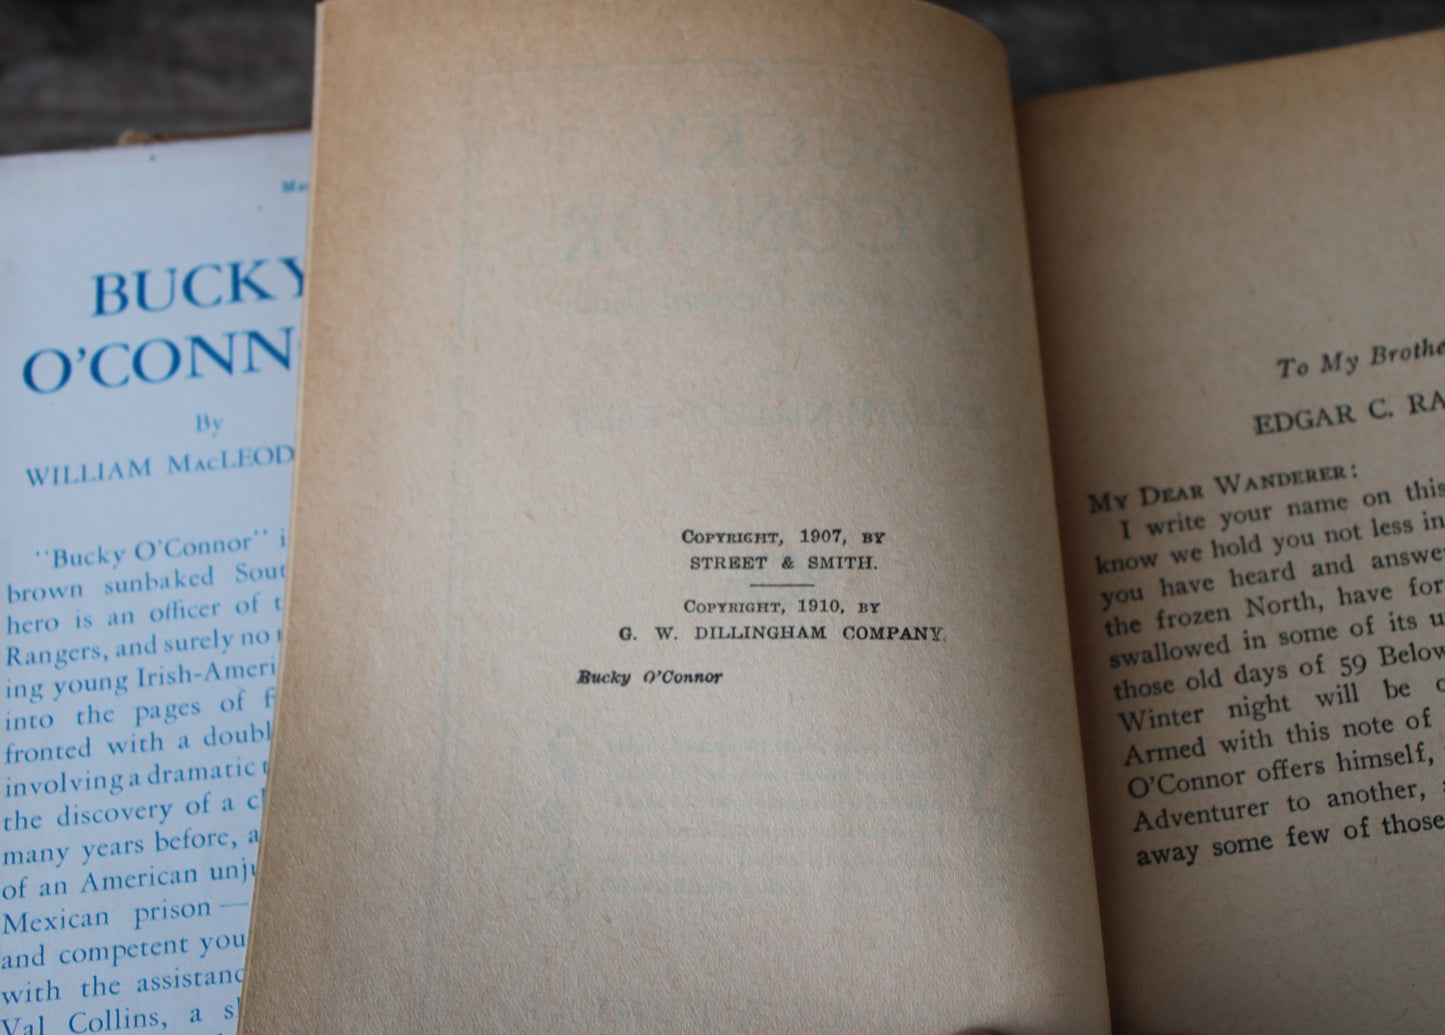 BUCKY
O'CONN
By
WILLIAM MACLEOD
"Bucky O'Connor" i
brown sunbaked Sout
hero is an officer of t
Rangers, and surely no
ing young Irish-Ameri
into the pages of f
fronted with a doubl
involving a dramatic t
the discovery of a cl
many years before, a
of an American unju
Mexican prison —
and competent you
with the assistanc
Val Collins, a sl
COPYRIGHT, 1907, BY
STREET & SMITH.
COPYRIGHT, 1910, BY
G. W. DILLINGHAM COMPANY.
Bucky O'Connor
To My Brothe
EDGAR C. RA
MY DEAR WANDERER:
I write your name on this
know we hold you not less in
you have heard and answe
the frozen North, have for
swallowed in some of its u
those old days of 59 Below
Winter night will be
Armed with this note of
O'Connor offers himself,
Adventurer to another,
away some few of those